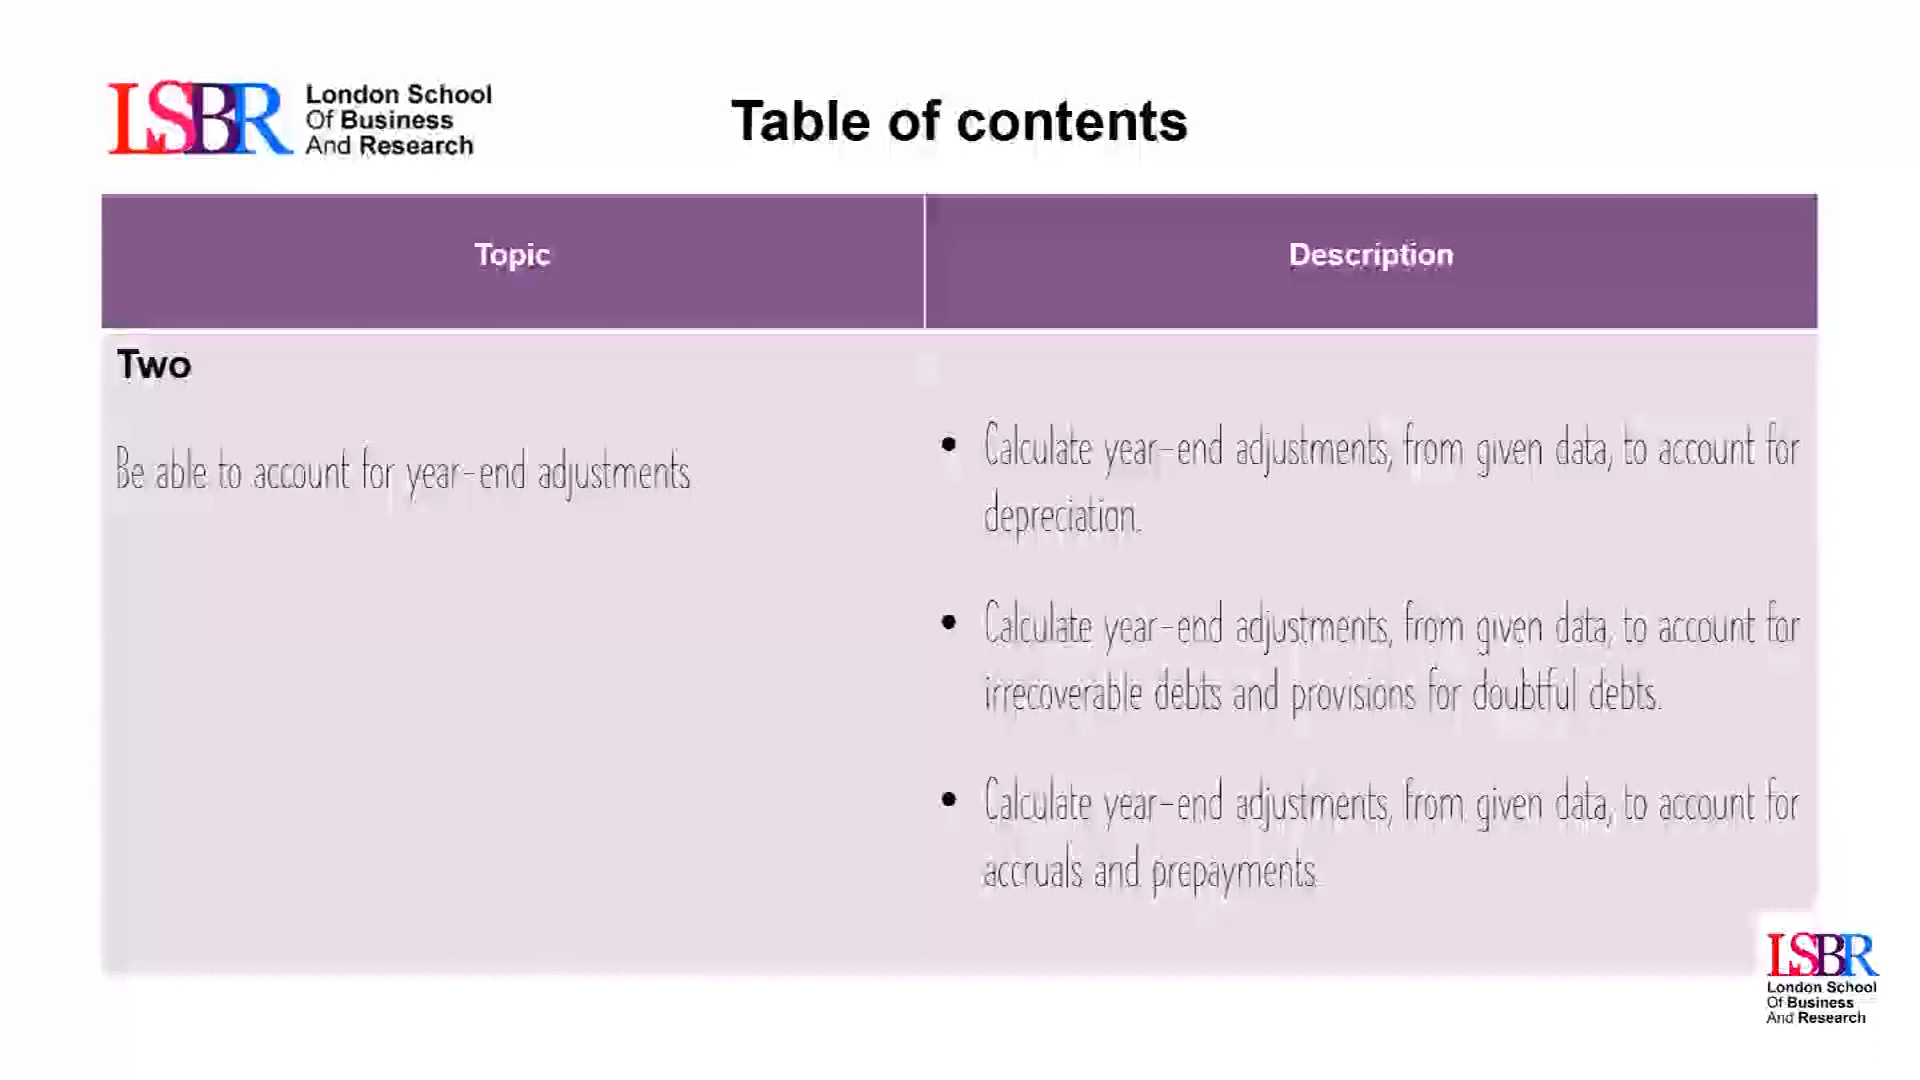 LSBR London School
Of Business
And Research
Table of contents
Topic
Description
Two
Be able to account for year-end adjustments
• Calculate year-end adjustments, from given data, to account for
depreciation.
• Calculate year-end adjustments, from given data, to account for
irrecoverable debts and provisions for doubtful debts.
• Calculate year-end adjustments, from given data, to account for
accruals and prepayments.
LSBR
London School
Of Business
And Research